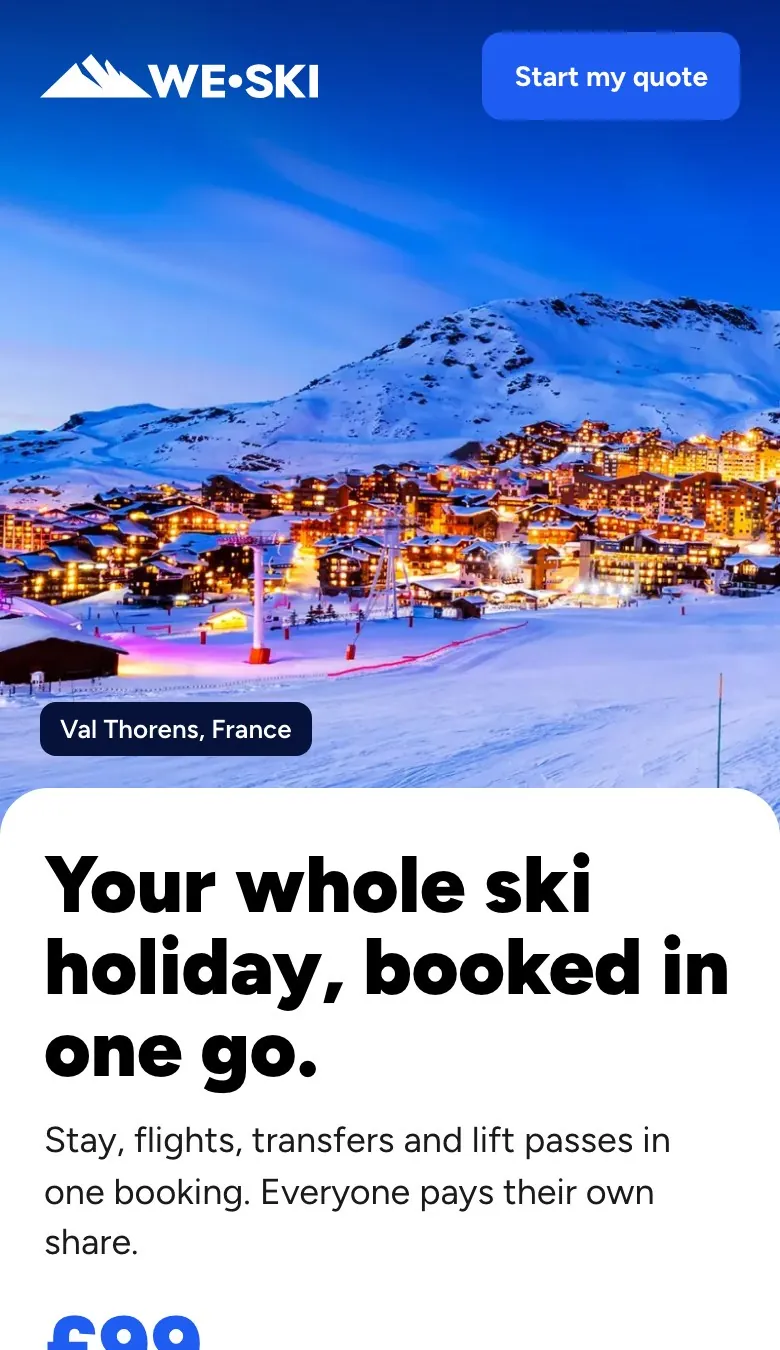 WE•SKI
Start my quote
Val Thorens, France
Your whole ski
holiday, booked in
one go.
Stay, flights, transfers and lift passes in
one booking. Everyone pays their own
share.
£99